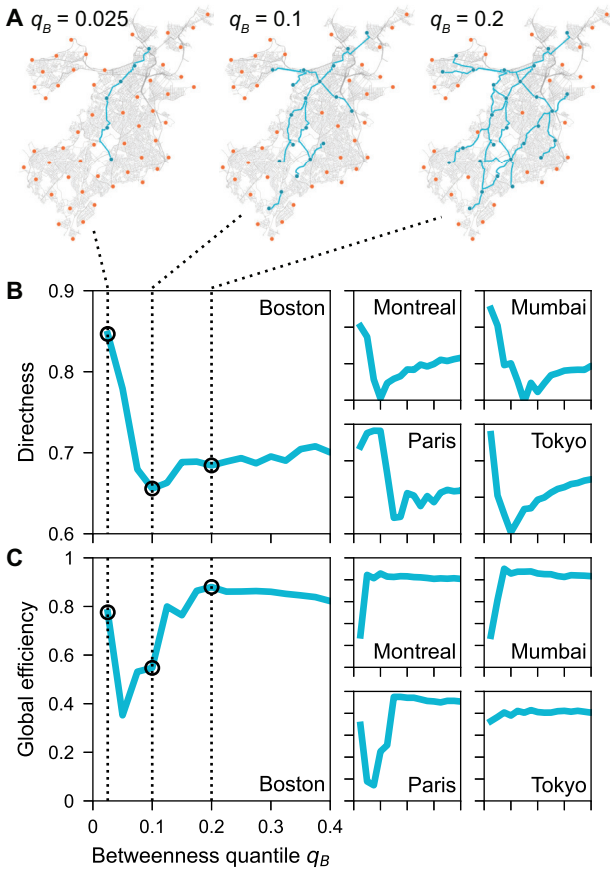 A q_B = 0.025 q_B = 0.1 q_B = 0.2
B
0.9
Boston
0.8
0.7
0.6
Directness
Montreal
Mumbai
Paris
Tokyo
C
1
0.8
0.6
0.4
0.2
0
Global efficiency
Boston
Montreal
Mumbai
Paris
Tokyo
0 0.1 0.2 0.3 0.4
Betweenness quantile q_B